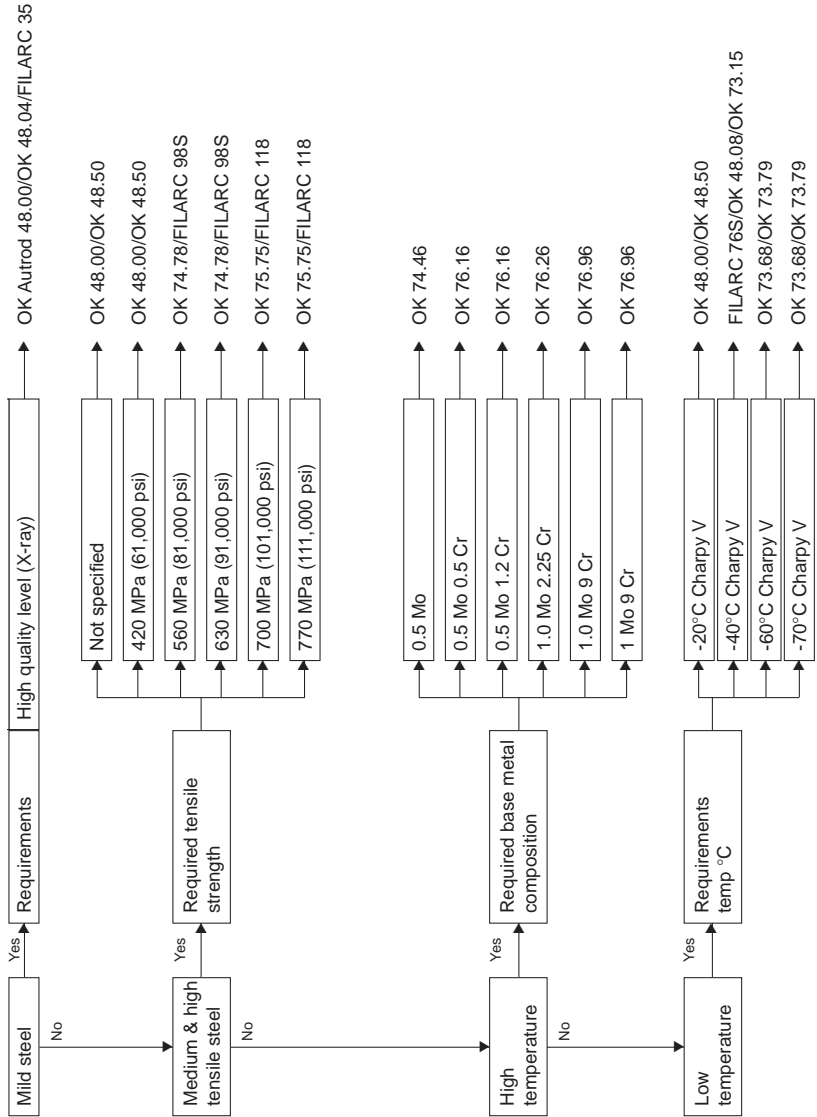 Mild steel
Yes
Requirements
High quality level (X-ray)
OK Autrod 48.00/OK 48.04/FILARC 35
No
Medium & high
tensile steel
Yes
Required tensile
strength
Not specified
OK 48.00/OK 48.50
420 MPa (61,000 psi)
OK 48.00/OK 48.50
560 MPa (81,000 psi)
OK 74.78/FILARC 98S
630 MPa (91,000 psi)
OK 74.78/FILARC 98S
700 MPa (101,000 psi)
OK 75.75/FILARC 118
770 MPa (111,000 psi)
OK 75.75/FILARC 118
No
High
temperature
Yes
Required base metal
composition
0.5 Mo
OK 74.46
0.5 Mo 0.5 Cr
OK 76.16
0.5 Mo 1.2 Cr
OK 76.16
1.0 Mo 2.25 Cr
OK 76.26
1.0 Mo 9 Cr
OK 76.96
1 Mo 9 Cr
OK 76.96
No
Low
temperature
Yes
Requirements
temp °C
-20°C Charpy V
OK 48.00/OK 48.50
-40°C Charpy V
FILARC 76S/OK 48.08/OK 73.15
-60°C Charpy V
OK 73.68/OK 73.79
-70°C Charpy V
OK 73.68/OK 73.79